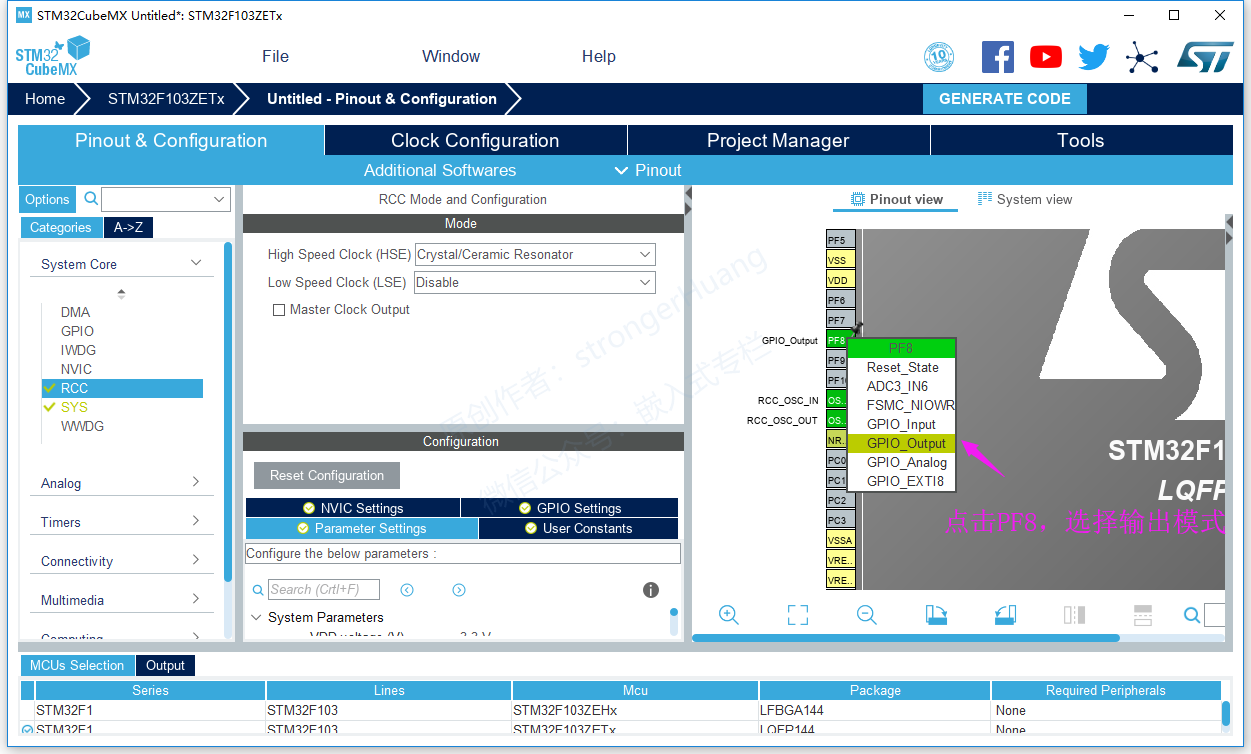 MX STM32CubeMX Untitled*: STM32F103ZETx
STM32 CubeMX
File Window Help
10
ST
Home STM32F103ZETx Untitled - Pinout & Configuration GENERATE CODE
Pinout & Configuration Clock Configuration Project Manager Tools
Additional Softwares Pinout
Options
Categories A->Z
System Core
DMA
GPIO
IWDG
NVIC
RCC
SYS
WWDG
Analog
Timers
Connectivity
Multimedia
Computing
RCC Mode and Configuration
Mode
High Speed Clock (HSE) Crystal/Ceramic Resonator
Low Speed Clock (LSE) Disable
Master Clock Output
Configuration
Reset Configuration
NVIC Settings GPIO Settings
Parameter Settings User Constants
Configure the below parameters :
Search (Crtl+F)
System Parameters
VDD voltage (V) 3.3 V
原创作者：strongerHuang
微信公众号：嵌入式专栏
Pinout view System view
PF5
VSS
VDD
PF6
PF7
GPIO_Output PF8
PF9
PF10
RCC_OSC_IN OS..
RCC_OSC_OUT OS..
NR..
PC0
PC1
PC2
PC3
VSSA
VRE..
VRE..
PF8
Reset_State
ADC3_IN6
FSMC_NIOWR
GPIO_Input
GPIO_Output
GPIO_Analog
GPIO_EXTI8
STM32F1
LQFP
点击PF8，选择输出模式
MCUs Selection Output
Series Lines Mcu Package Required Peripherals
STM32F1 STM32F103 STM32F103ZEHx LFBGA144 None
STM32F1 STM32F103 STM32F103ZETx LQFP144 None